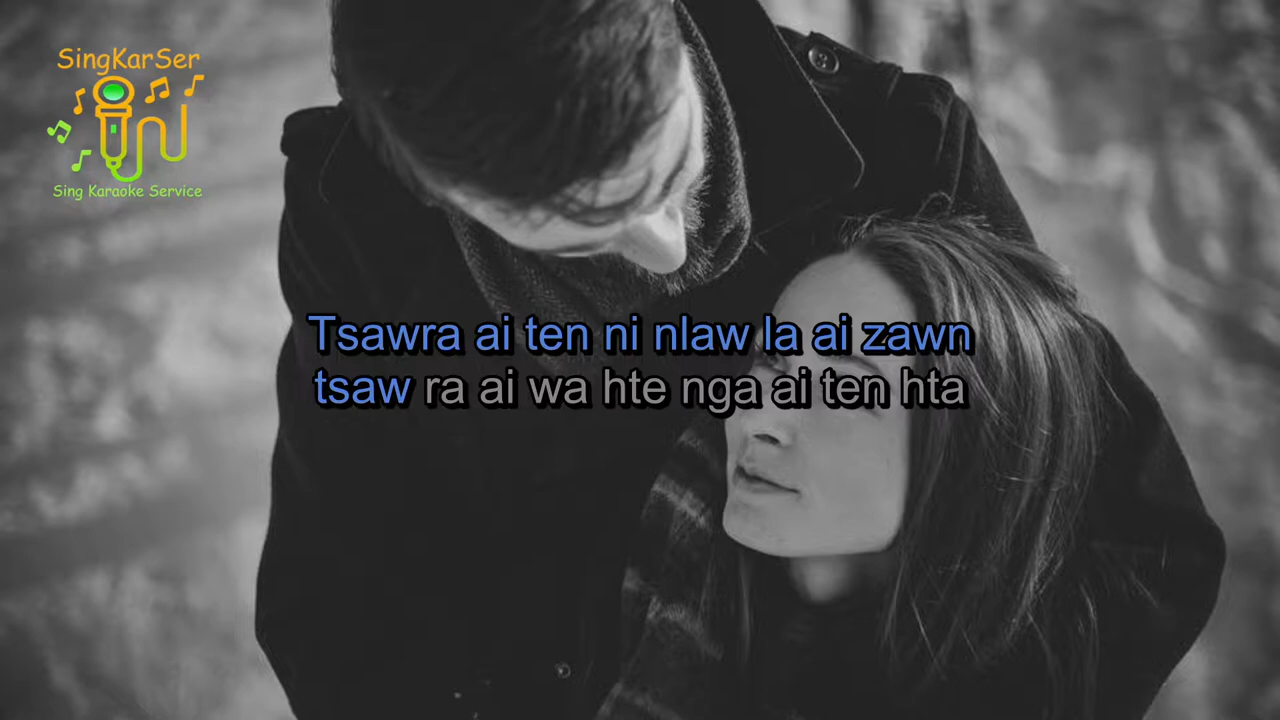 SingKarSer
Sing Karaoke Service
Tsawra ai ten ni nlaw la ai zawn
tsaw ra ai wa hte nga ai ten hta